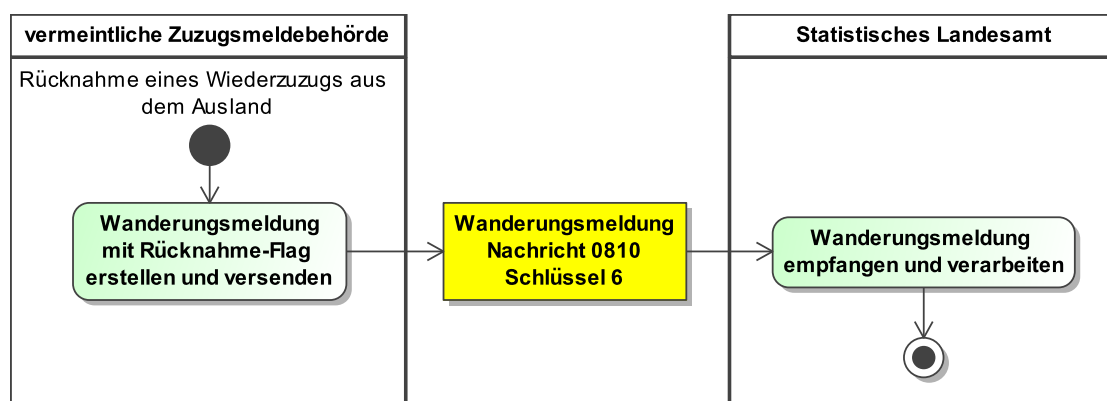 vermeintliche Zuzugsmeldebehörde
Statistisches Landesamt
Rücknahme eines Wiederzuzugs aus
dem Ausland
Wanderungsmeldung
mit Rücknahme-Flag
erstellen und versenden
Wanderungsmeldung
Nachricht 0810
Schlüssel 6
Wanderungsmeldung
empfangen und verarbeiten